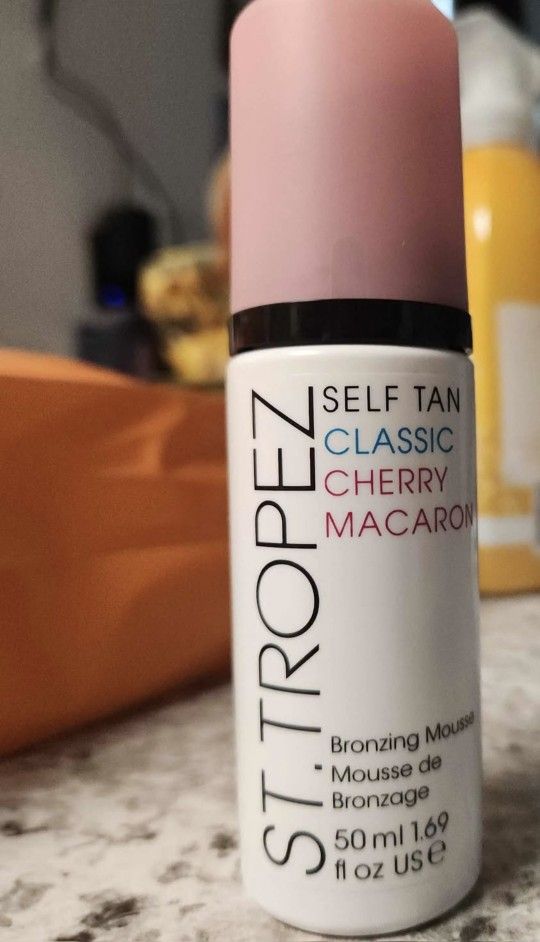 ST.TROPEZ
SELF TAN
CLASSIC
CHERRY
MACARON
Bronzing Mousse
Mousse de
Bronzage
50 ml 1.69
fl oz US ℮